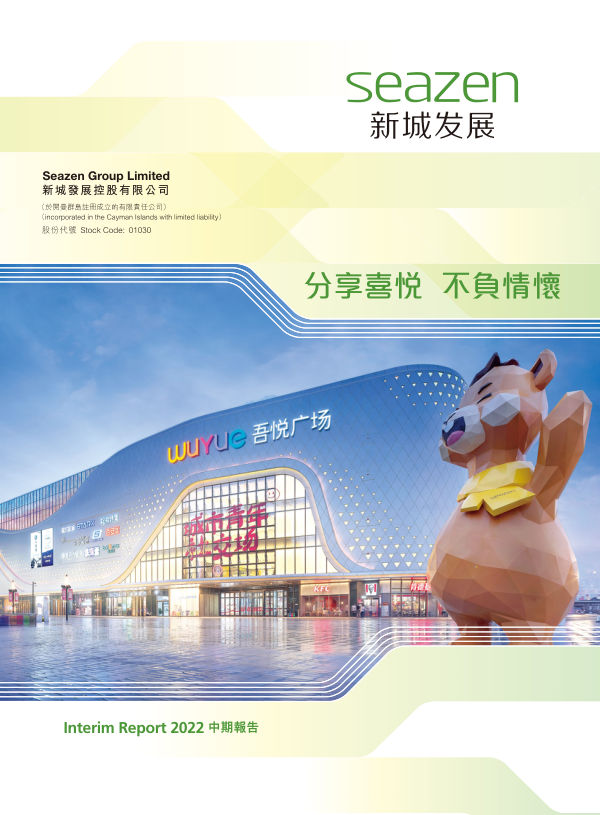 seazen
新城发展
Seazen Group Limited
新城發展控股有限公司
(於開曼群島註冊成立的有限責任公司)
(incorporated in the Cayman Islands with limited liability)
股份代號 Stock Code: 01030
分享喜悦 不負情懷
wuyue 吾悦广场
城市青年
社交场
KFC
Interim Report 2022 中期報告